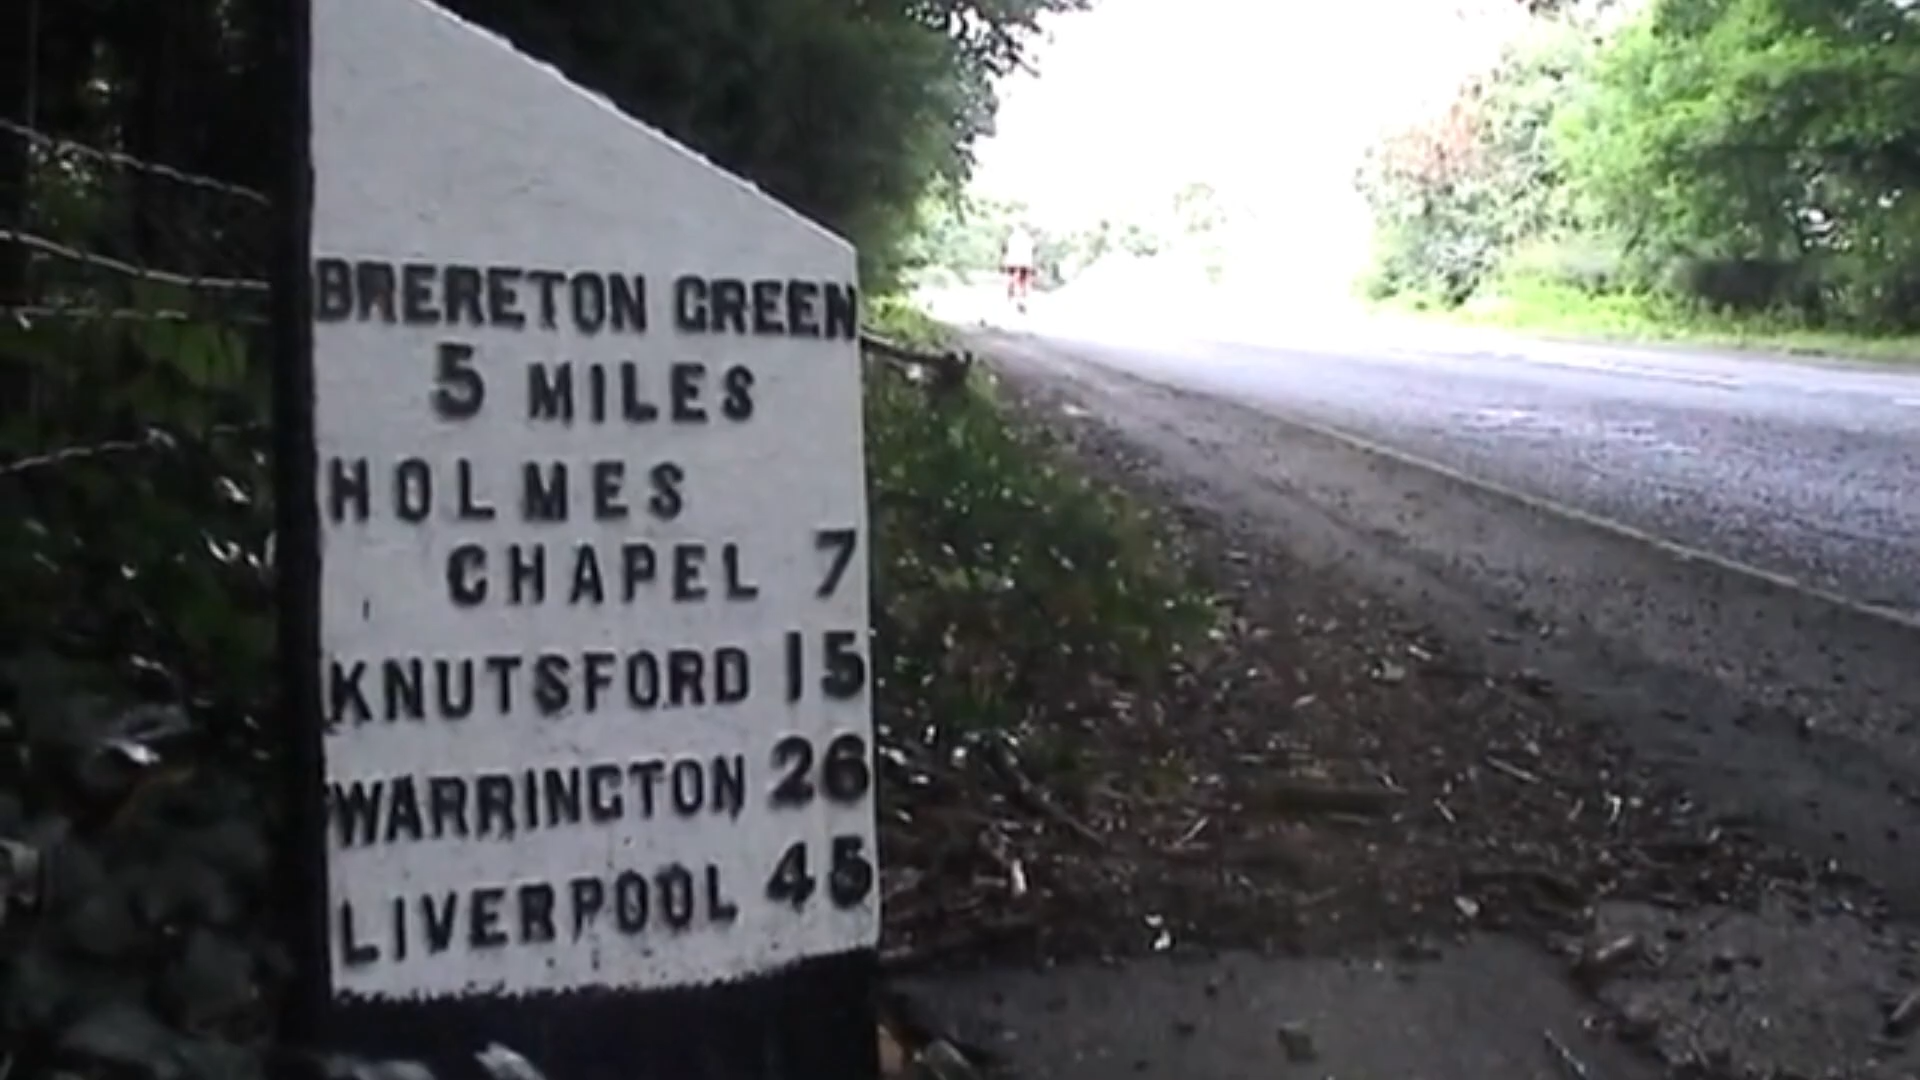 BRERETON GREEN
5 MILES
HOLMES
CHAPEL 7
KNUTSFORD 15
WARRINGTON 26
LIVERPOOL 45